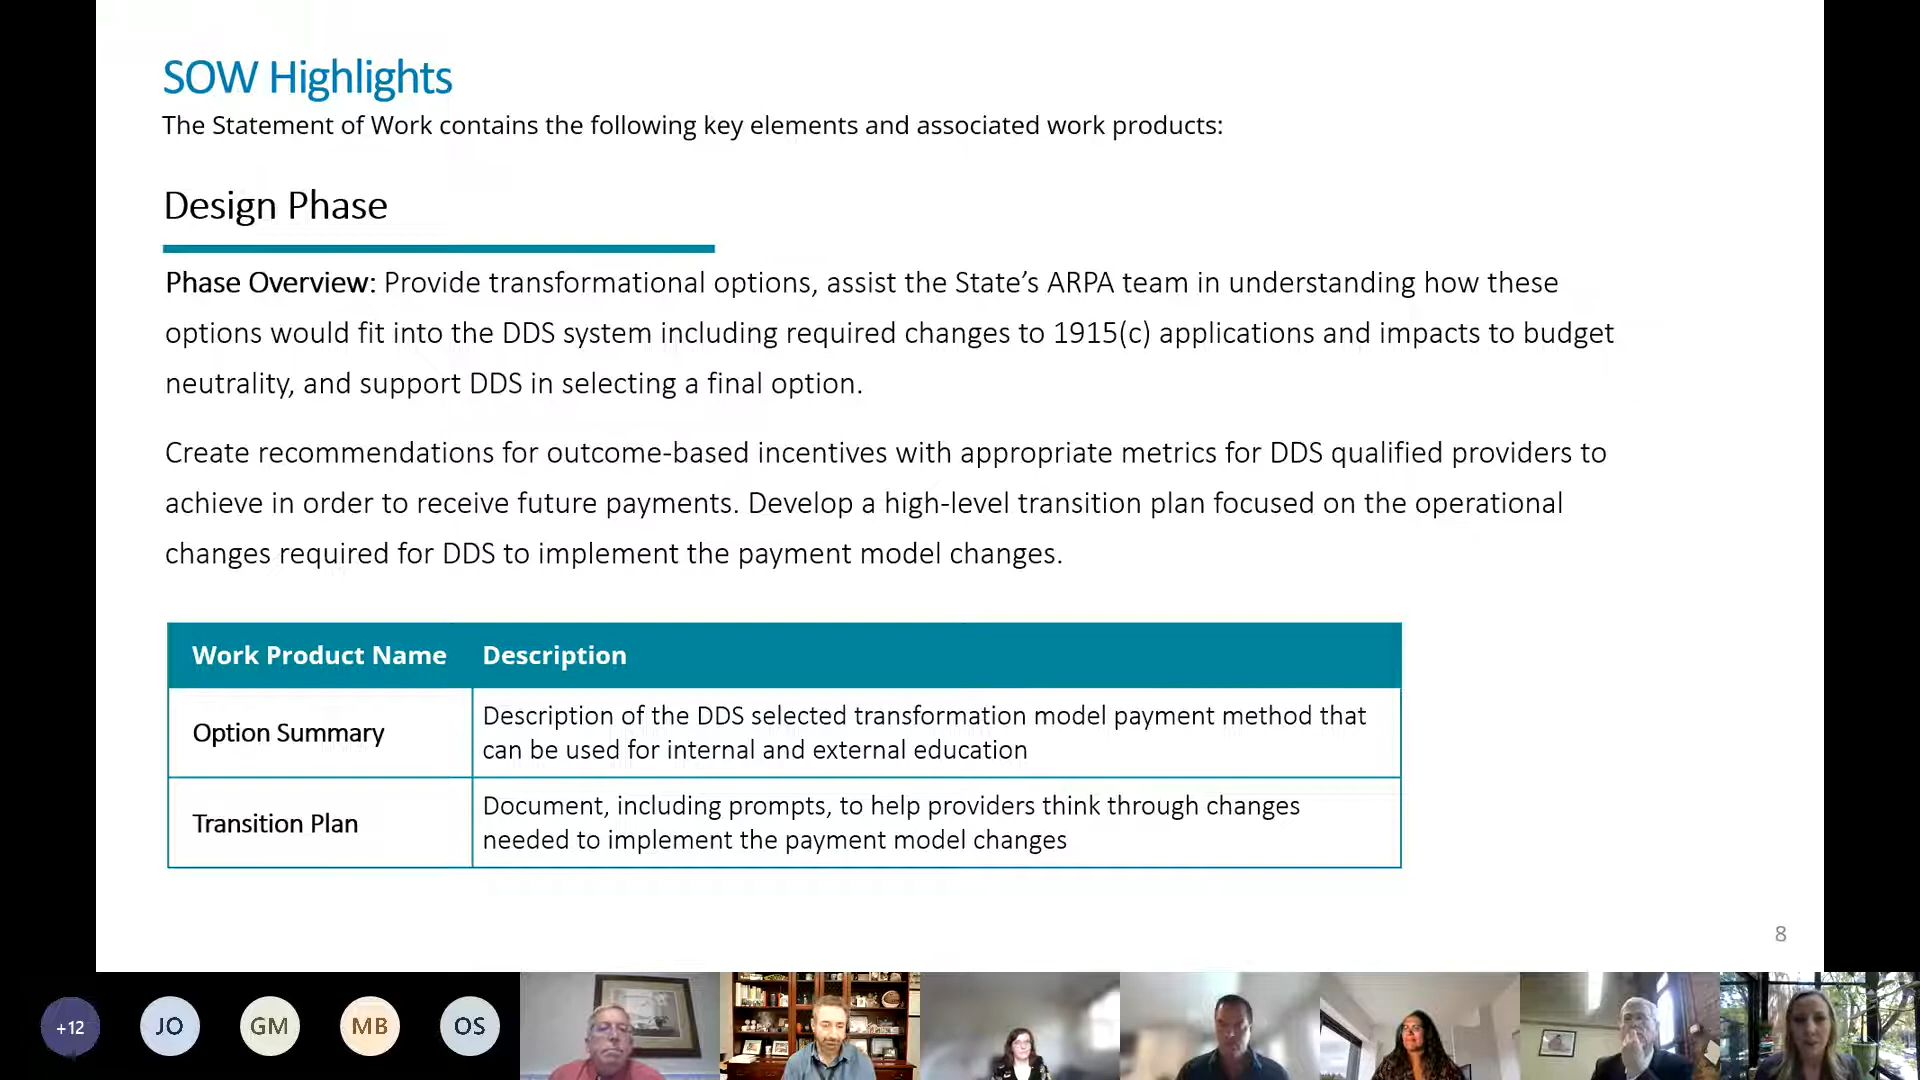 SOW Highlights
The Statement of Work contains the following key elements and associated work products:
Design Phase
Phase Overview: Provide transformational options, assist the State’s ARPA team in understanding how these
options would fit into the DDS system including required changes to 1915(c) applications and impacts to budget
neutrality, and support DDS in selecting a final option.
Create recommendations for outcome-based incentives with appropriate metrics for DDS qualified providers to
achieve in order to receive future payments. Develop a high-level transition plan focused on the operational
changes required for DDS to implement the payment model changes.
Work Product Name Description
Option Summary
Description of the DDS selected transformation model payment method that
can be used for internal and external education
Transition Plan
Document, including prompts, to help providers think through changes
needed to implement the payment model changes
8
+12 JO GM MB OS